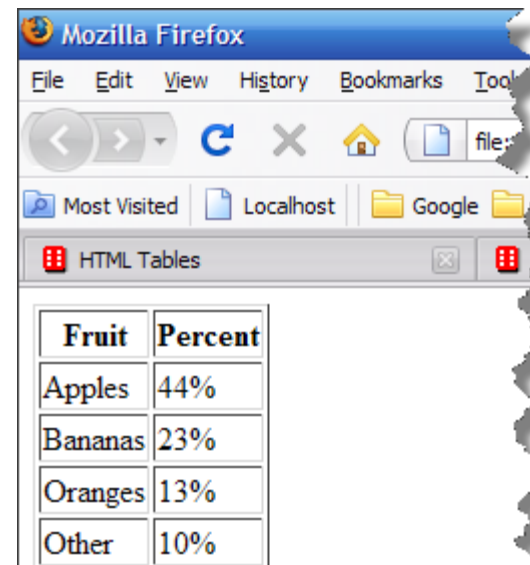 Mozilla Firefox
File Edit View History Bookmarks
Most Visited Localhost Google
HTML Tables
Fruit Percent
Apples 44%
Bananas 23%
Oranges 13%
Other 10%